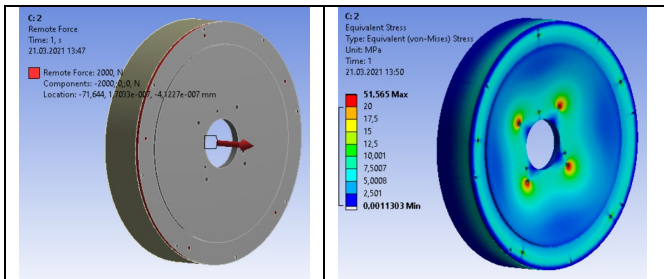 C: 2
Remote Force
Time: 1, s
21.03.2021 13:47
Remote Force: 2000, N
Components: -2000,;0,;0, N
Location: -71,644, 1,7033e-007, -4,1227e-007 mm
C: 2
Equivalent Stress
Type: Equivalent (von-Mises) Stress
Unit: MPa
Time: 1
21.03.2021 13:50
51,565 Max
20
17,5
15
12,5
10,001
7,5007
5,0008
2,501
0,0011303 Min